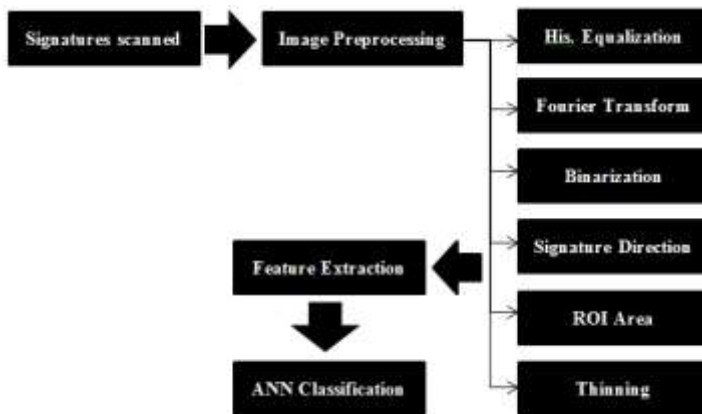 Signatures scanned
Image Preprocessing
His. Equalization
Fourier Transform
Binarization
Signature Direction
ROI Area
Thinning
Feature Extraction
ANN Classification